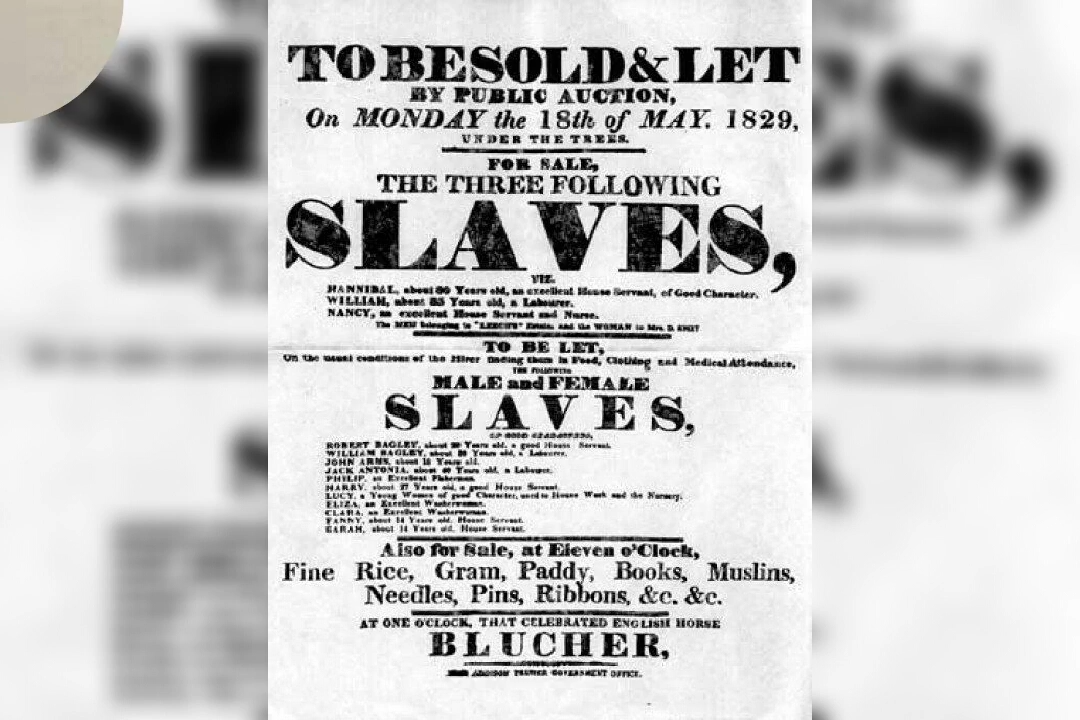 TO BE SOLD & LET
BY PUBLIC AUCTION,
On MONDAY the 18th of MAY. 1829,
UNDER THE TREES.
FOR SALE,
THE THREE FOLLOWING
SLAVES,
VIZ.
HANNIBAL, about 30 Years old, an excellent House Servant, of Good Character.
WILLIAM, about 35 Years old, a Labourer.
NANCY, an excellent House Servant and Nurse.
The MEN belonging to "LEECH'S" Estate, and the WOMAN to Mrs. D.
TO BE LET,
On the usual conditions of the Hirer finding them in Food, Clothing and Medical Attendance,
THE FOLLOWING
MALE and FEMALE
SLAVES,
OF GOOD CHARACTERS,
ROBERT BAGLEY, about 20 Years old, a good House Servant.
WILLIAM BAGLEY, about Years old, a Labourer.
JOHN ARMS, about 18 Years old.
JACK ANTONIA, about 40 Years old, a Labourer.
PHILIP, an Excellent Fisherman.
HARRY, about 27 Years old, a good House Servant.
LUCY, a Young Woman of good Character, used to House Work and the Nursery.
ELIZA, an Excellent Washerwoman.
CLARA, an Excellent Washerwoman.
FANNY, about 14 Years old, House Servant.
SARAH, about 14 Years old, House Servant.
Also for Sale, at Eleven o'Clock,
Fine Rice, Gram, Paddy, Books, Muslins,
Needles, Pins, Ribbons, &c. &c.
AT ONE O'CLOCK, THAT CELEBRATED ENGLISH HORSE
BLUCHER,
GOVERNMENT OFFICE.
SLAVES,